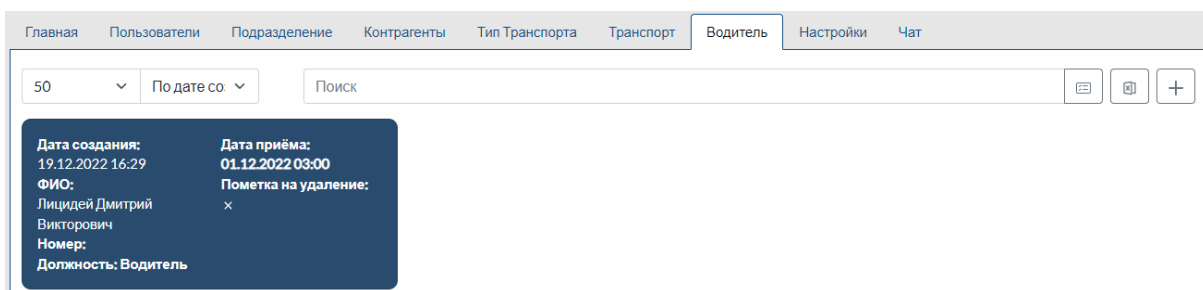 Главная Пользователи Подразделение Контрагенты Тип Транспорта Транспорт Водитель Настройки Чат
50 По дате со: Поиск
Дата создания: Дата приёма:
19.12.2022 16:29 01.12.2022 03:00
ФИО: Пометка на удаление:
Лицидей Дмитрий ×
Викторович
Номер:
Должность: Водитель